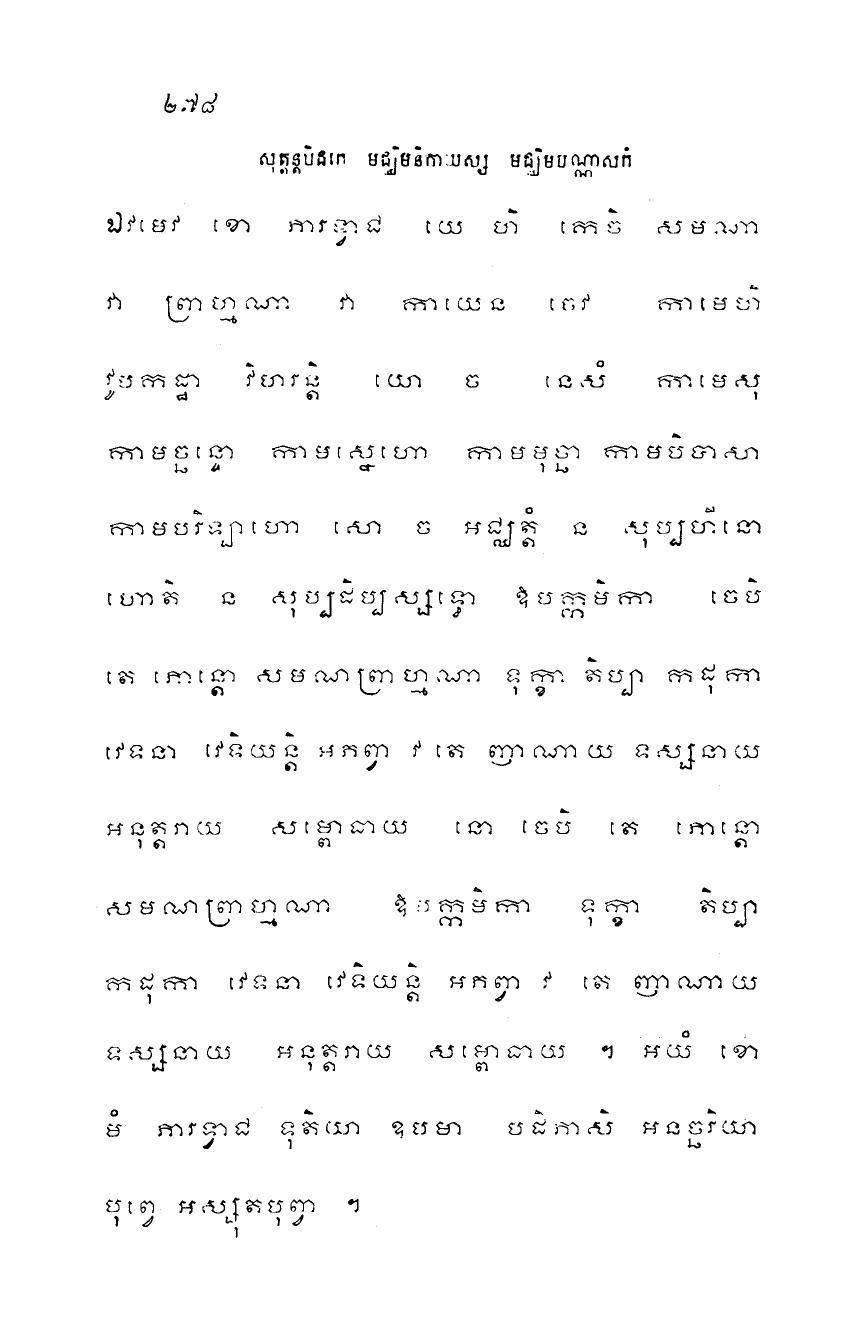 ២៧៨
សុត្តន្តបិដកេ មជ្ឈិមនិកាយស្ស មជ្ឈិមបណ្ណាសកំ
ឯវមេវ ខោ ភារទ្វាជ យេ ហិ កេចិ សមណា
វា ព្រាហ្មណា វា កាយេន ចេវ កាមេហិ
វូបកដ្ឋា វិហរន្តិ យោ ច នេសំ កាមេសុ
កាមច្ឆន្ទោ កាមស្នេហោ កាមមុច្ឆា កាមបិបាសា
កាមបរិឡាហោ សោ ច អជ្ឈត្តំ ន សុប្បហីនោ
ហោតិ ន សុប្បដិប្បស្សទ្ធោ ឱបក្កមិកា ចេបិ
តេ ភោន្តោ សមណព្រាហ្មណា ទុក្ខា តិប្បា កដុកា
វេទនា វេទិយន្តិ អភព្វា វ តេ ញាណាយ ទស្សនាយ
អនុត្តរាយ សម្ពោធាយ នោ ចេបិ តេ ភោន្តោ
សមណព្រាហ្មណា ឱបក្កមិកា ទុក្ខា តិប្បា
កដុកា វេទនា វេទិយន្តិ អភព្វា វ តេ ញាណាយ
ទស្សនាយ អនុត្តរាយ សម្ពោធាយ ។ អយំ ខោ
មំ ភារទ្វាជ ទុតិយា ឧបមា បដិភាសិ អនច្ឆរិយា
បុព្វេ អស្សុតបុព្វា ។